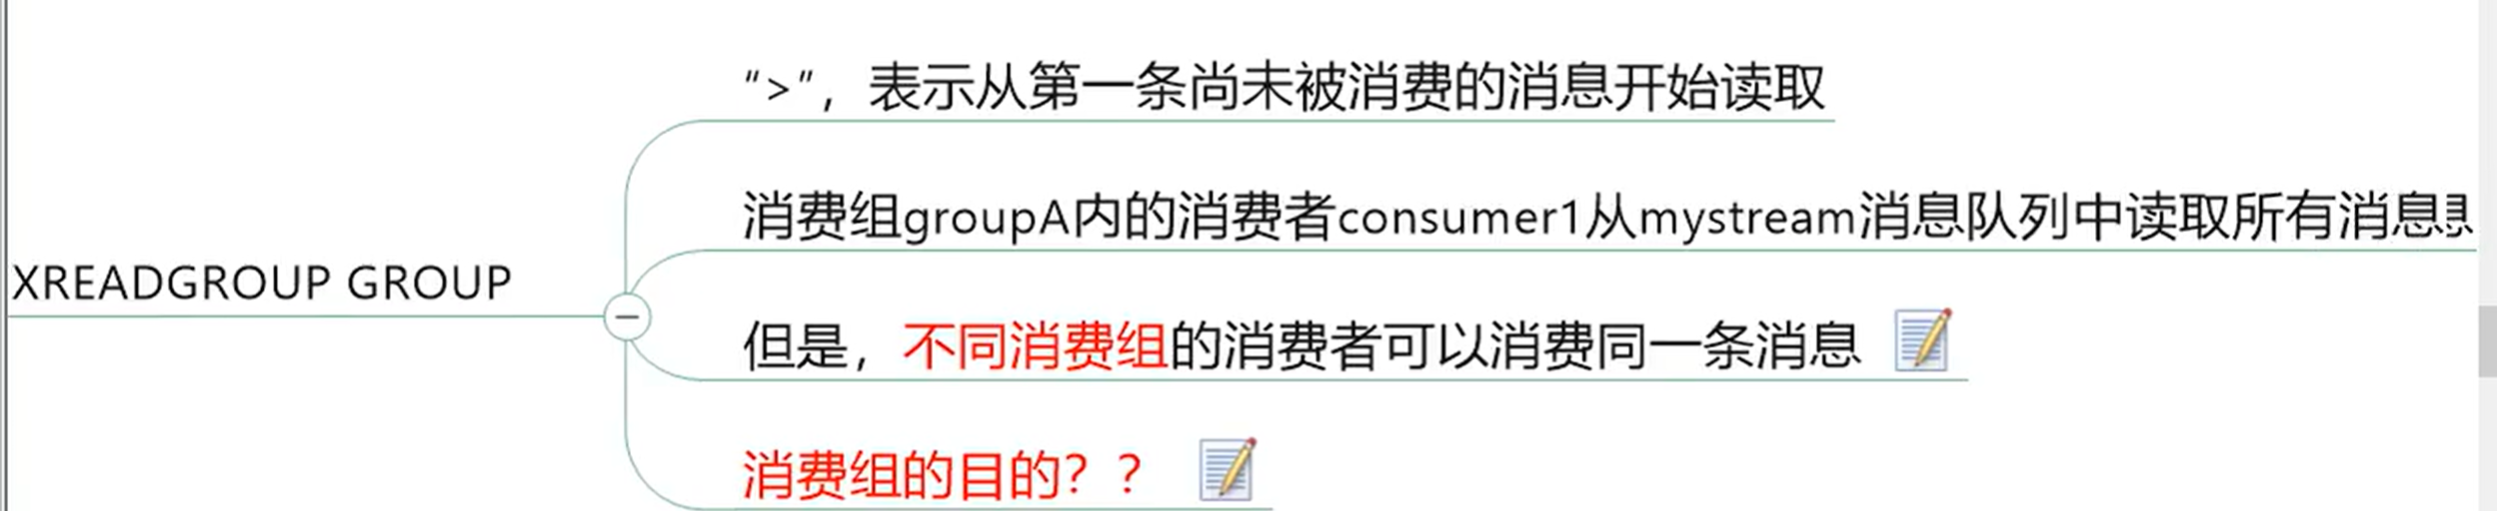 “>”，表示从第一条尚未被消费的消息开始读取
消费组groupA内的消费者consumer1从mystream消息队列中读取所有消息
XREADGROUP GROUP
但是，不同消费组的消费者可以消费同一条消息
消费组的目的？？